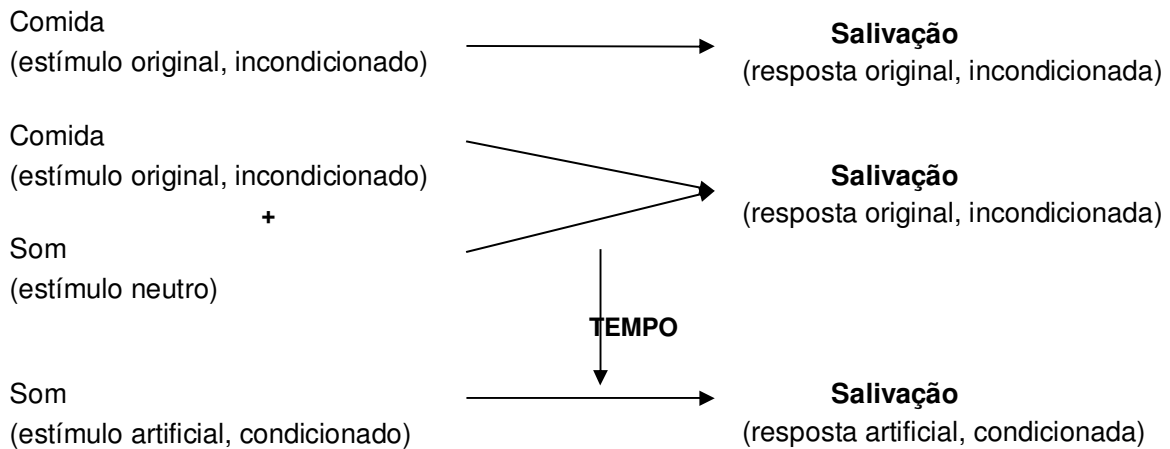 Comida
(estímulo original, incondicionado)
Salivação
(resposta original, incondicionada)
Comida
(estímulo original, incondicionado)
+
Som
(estímulo neutro)
Salivação
(resposta original, incondicionada)
TEMPO
Som
(estímulo artificial, condicionado)
Salivação
(resposta artificial, condicionada)